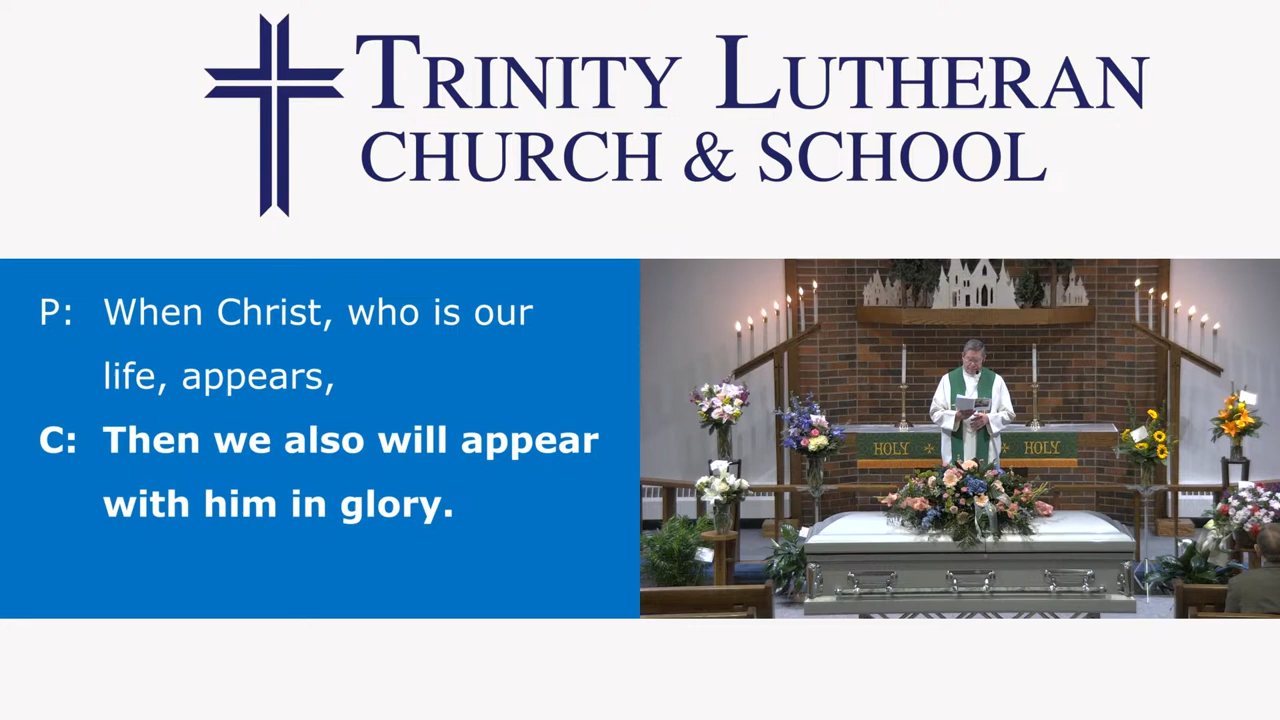 TRINITY LUTHERAN
CHURCH & SCHOOL
P: When Christ, who is our
life, appears,
C: Then we also will appear
with him in glory.
HOLY HOLY